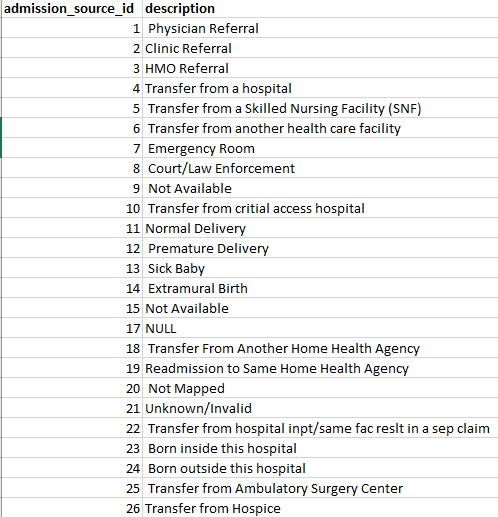 admission_source_id description
1 Physician Referral
2 Clinic Referral
3 HMO Referral
4 Transfer from a hospital
5 Transfer from a Skilled Nursing Facility (SNF)
6 Transfer from another health care facility
7 Emergency Room
8 Court/Law Enforcement
9 Not Available
10 Transfer from critial access hospital
11 Normal Delivery
12 Premature Delivery
13 Sick Baby
14 Extramural Birth
15 Not Available
17 NULL
18 Transfer From Another Home Health Agency
19 Readmission to Same Home Health Agency
20 Not Mapped
21 Unknown/Invalid
22 Transfer from hospital inpt/same fac reslt in a sep claim
23 Born inside this hospital
24 Born outside this hospital
25 Transfer from Ambulatory Surgery Center
26 Transfer from Hospice